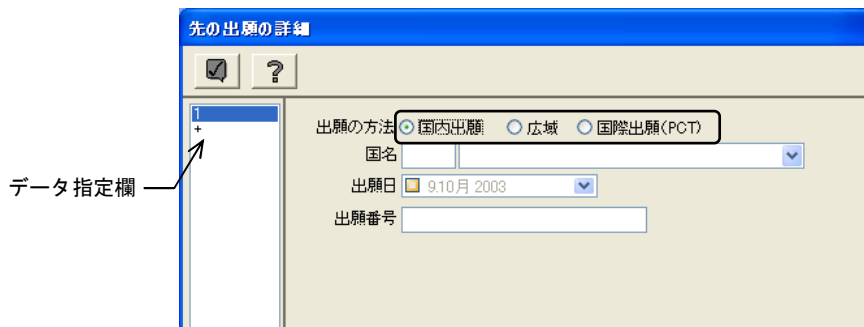 先の出願の詳細
?
1
+
出願の方法 国内出願 広域 国際出願(PCT)
国名
データ指定欄
出願日 9.10月 2003
出願番号